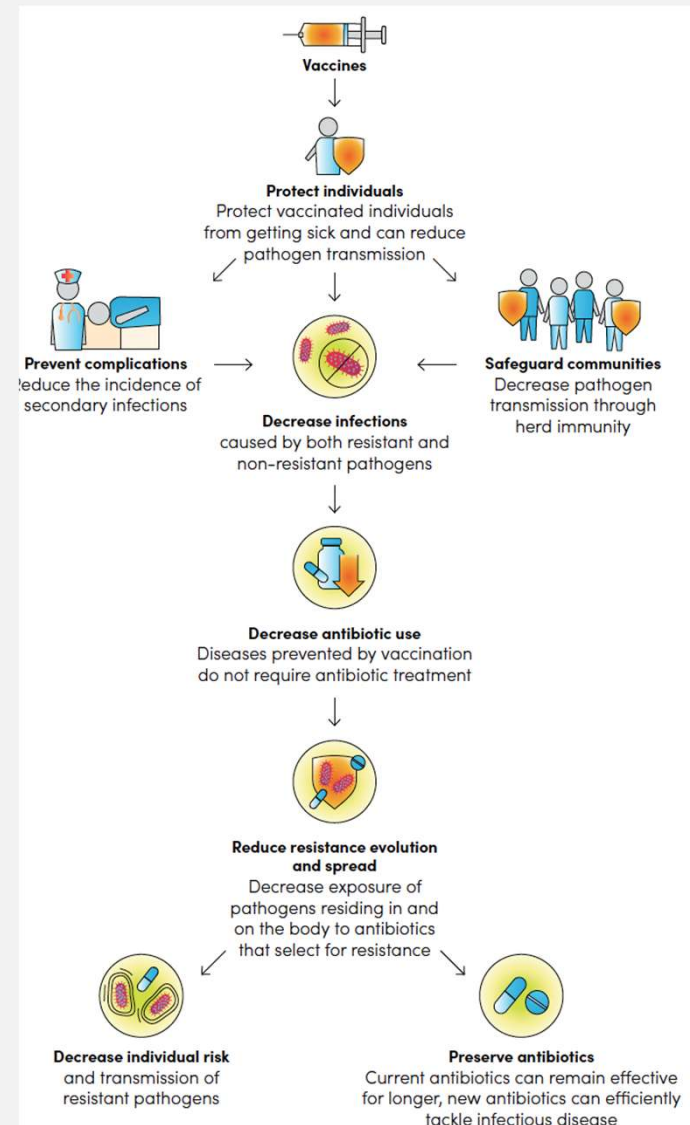 Vaccines
Protect individuals
Protect vaccinated individuals
from getting sick and can reduce
pathogen transmission
Prevent complications
educe the incidence of
secondary infections
Safeguard communities
Decrease pathogen
transmission through
herd immunity
Decrease infections
caused by both resistant and
non-resistant pathogens
Decrease antibiotic use
Diseases prevented by vaccination
do not require antibiotic treatment
Reduce resistance evolution
and spread
Decrease exposure of
pathogens residing in and
on the body to antibiotics
that select for resistance
Decrease individual risk
and transmission of
resistant pathogens
Preserve antibiotics
Current antibiotics can remain effective
for longer, new antibiotics can efficiently
tackle infectious disease